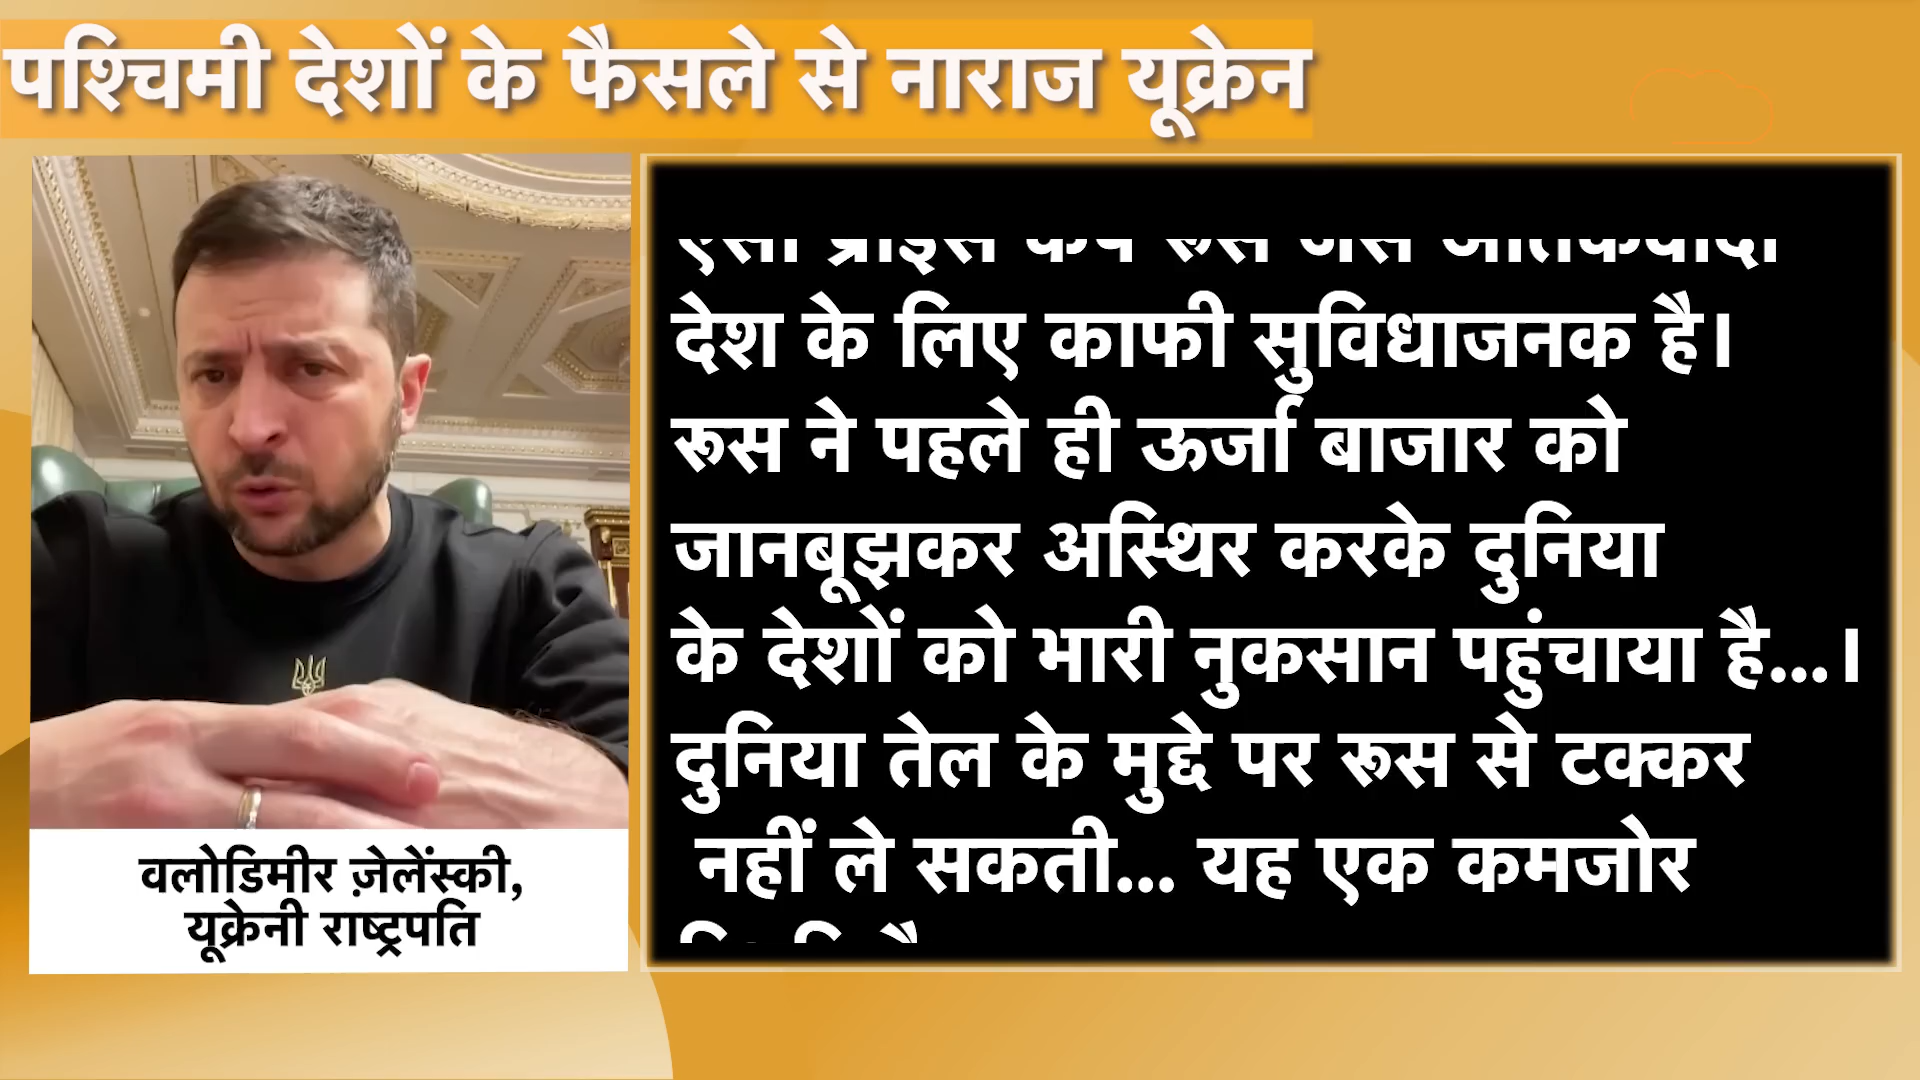 पश्चिमी देशों के फैसले से नाराज यूक्रेन
देश के लिए काफी सुविधाजनक है।
रूस ने पहले ही ऊर्जा बाजार को
जानबूझकर अस्थिर करके दुनिया
के देशों को भारी नुकसान पहुंचाया है...।
दुनिया तेल के मुद्दे पर रूस से टक्कर
नहीं ले सकती... यह एक कमजोर
वलोडिमीर ज़ेलेंस्की,
यूक्रेनी राष्ट्रपति